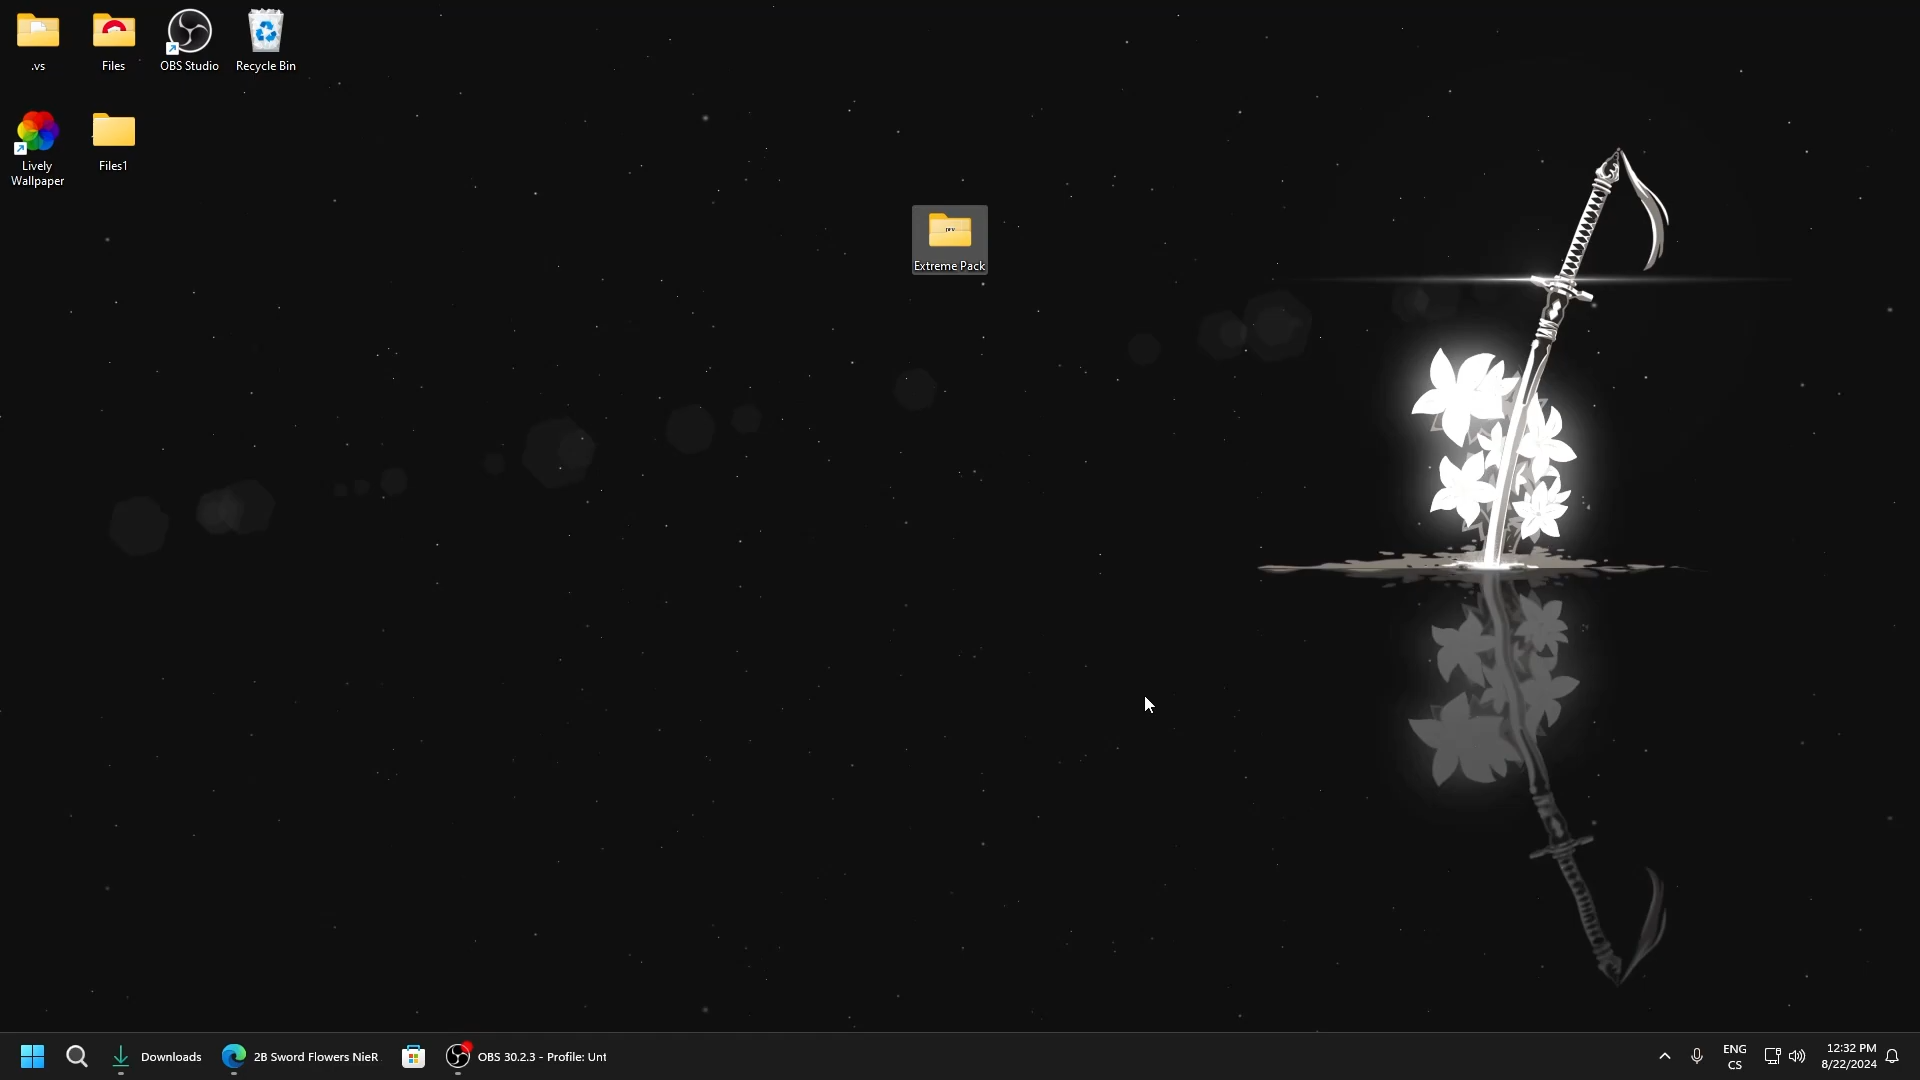 .vs
Files
OBS Studio
Recycle Bin
Lively
Wallpaper
Files1
Extreme Pack
Downloads
2B Sword Flowers NieR
OBS 30.2.3 - Profile: Unt
ENG
CS
12:32 PM
8/22/2024